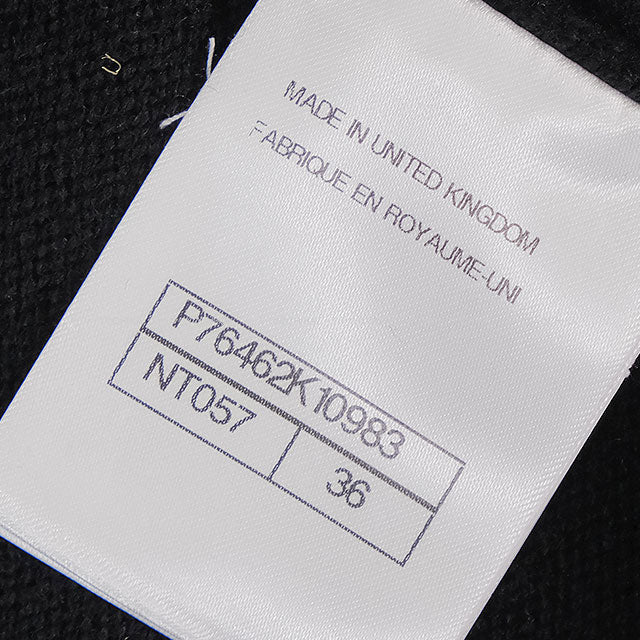 MADE IN UNITED KINGDOM
FABRIQUE EN ROYAUME-UNI
P76462K10983
NT057 36